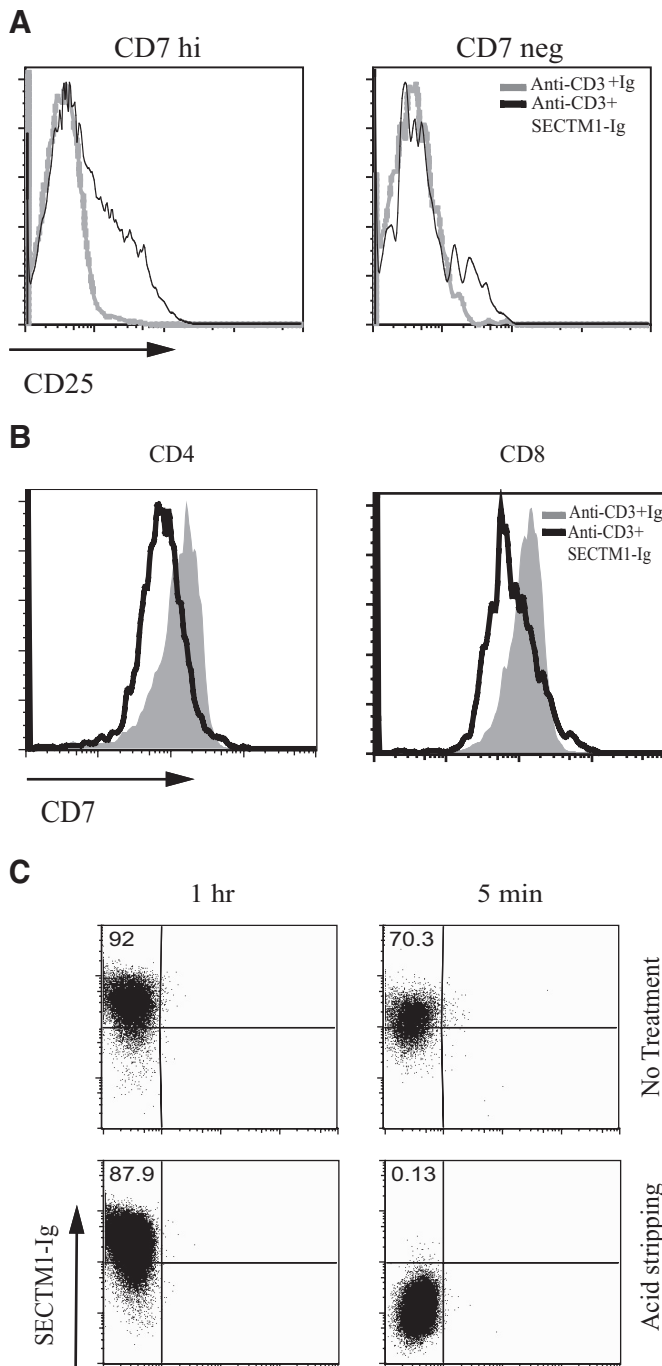 A
CD7 hi
CD7 neg
Anti-CD3+Ig
Anti-CD3+
SECTM1-Ig
CD25
B
CD4
CD8
Anti-CD3+Ig
Anti-CD3+
SECTM1-Ig
CD7
C
1 hr
5 min
92
70.3
No Treatment
87.9
0.13
SECTM1-Ig
Acid stripping